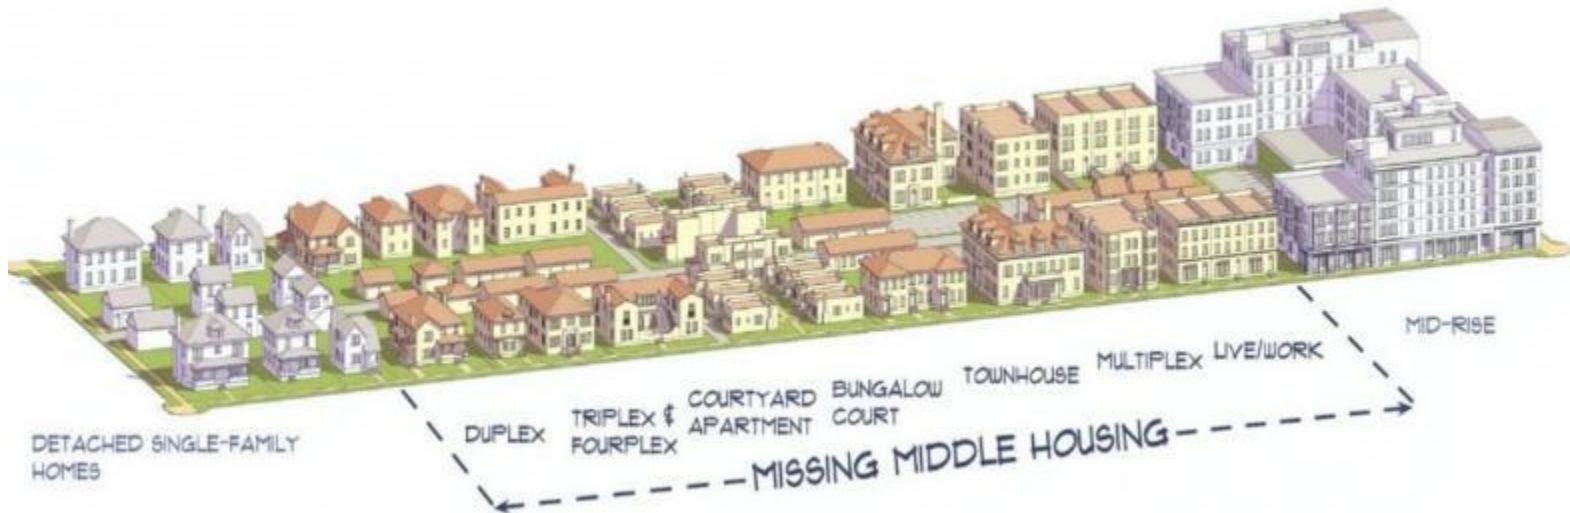 DETACHED SINGLE-FAMILY
HOMES
DUPLEX
TRIPLEX &
FOURPLEX
COURTYARD
APARTMENT
BUNGALOW
COURT
TOWNHOUSE
MULTIPLEX
LIVE/WORK
MID-RISE
MISSING MIDDLE HOUSING